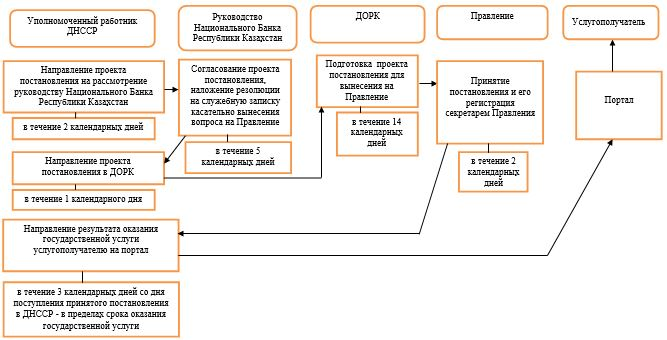 Уполномоченный работник
ДНССР
Руководство
Национального Банка
Республики Казахстан
ДОРК
Правление
Услугополучатель
Направление проекта
постановления на рассмотрение
руководству Национального Банка
Республики Казахстан
в течение 2 календарных дней
Согласование проекта
постановления,
наложение резолюции
на служебную записку
касательно вынесения
вопроса на Правление
в течение 5
календарных дней
Подготовка проекта
постановления для
вынесения на
Правление
в течение 14
календарных
дней
Принятие
постановления и его
регистрация
секретарем Правления
в течение 2
календарных
дней
Портал
Направление проекта
постановления в ДОРК
в течение 1 календарного дня
Направление результата оказания
государственной услуги
услугополучателю на портал
в течение 3 календарных дней со дня
поступления принятого постановления
в ДНССР - в пределах срока оказания
государственной услуги